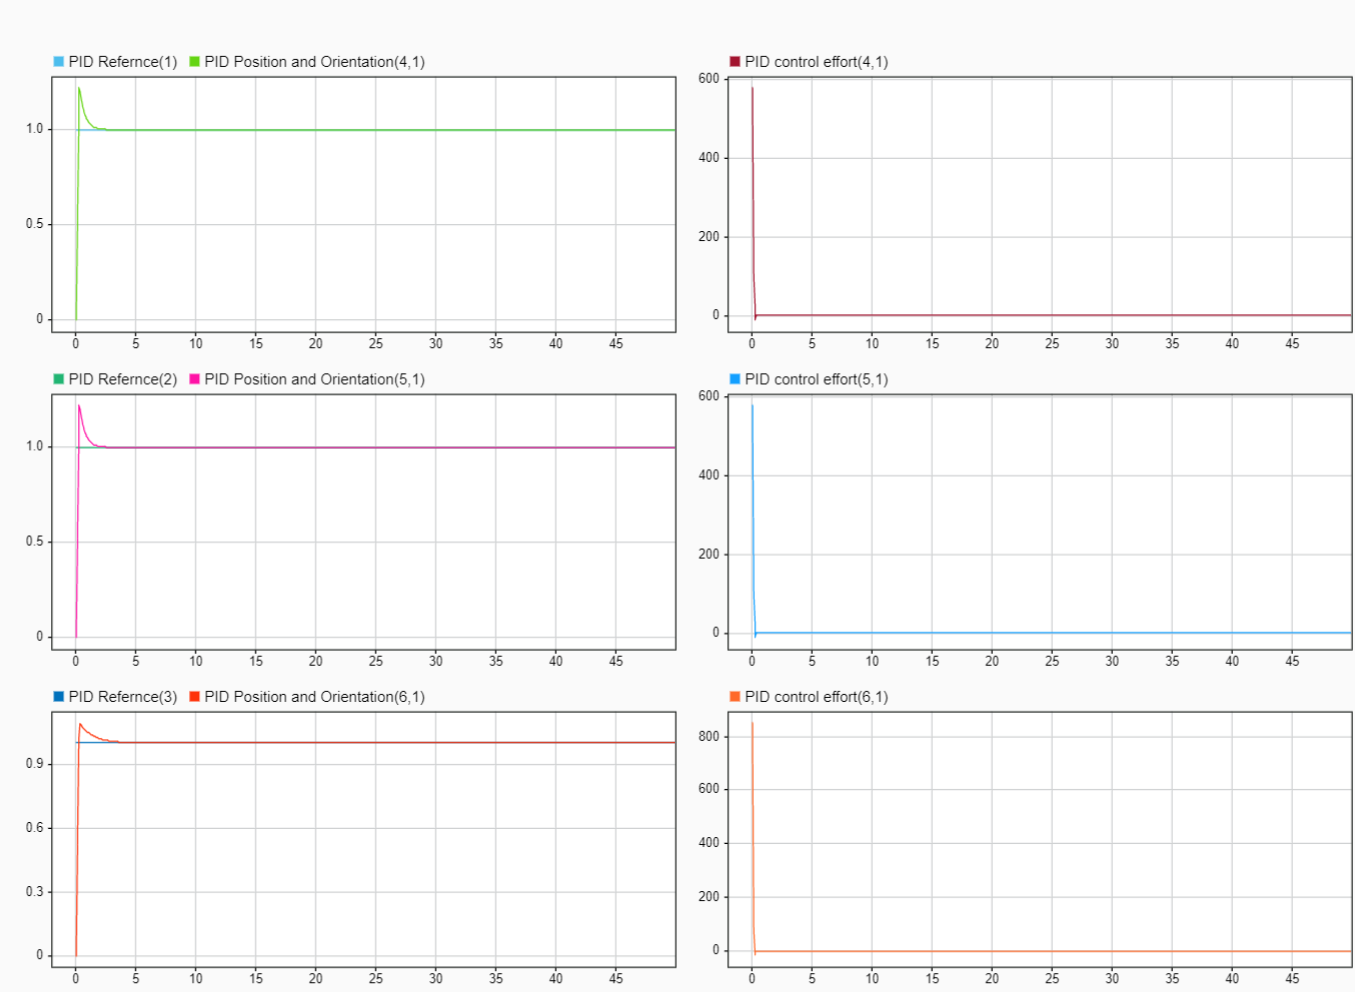 PID Refernce(1) PID Position and Orientation(4,1)
1.0
0.5
0
0 5 10 15 20 25 30 35 40 45
PID control effort(4,1)
600
400
200
0
0 5 10 15 20 25 30 35 40 45
PID Refernce(2) PID Position and Orientation(5,1)
1.0
0.5
0
0 5 10 15 20 25 30 35 40 45
PID control effort(5,1)
600
400
200
0
0 5 10 15 20 25 30 35 40 45
PID Refernce(3) PID Position and Orientation(6,1)
0.9
0.6
0.3
0
0 5 10 15 20 25 30 35 40 45
PID control effort(6,1)
800
600
400
200
0
0 5 10 15 20 25 30 35 40 45